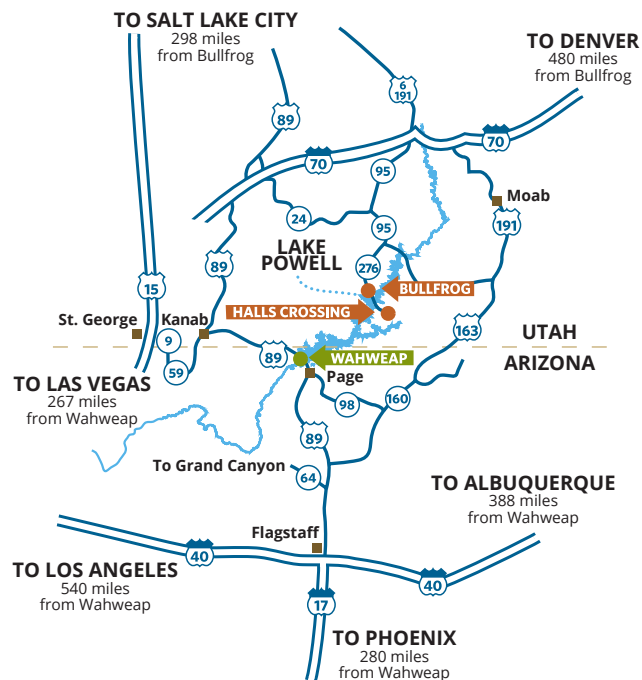 TO SALT LAKE CITY
298 miles
from Bullfrog
TO DENVER
480 miles
from Bullfrog
6
191
89
70
70
95
Moab
24
95
191
LAKE
POWELL
89
276
BULLFROG
15
HALLS CROSSING
St. George
Kanab
9
163
UTAH
89
WAHWEAP
ARIZONA
59
Page
TO LAS VEGAS
267 miles
from Wahweap
98
160
89
To Grand Canyon
64
TO ALBUQUERQUE
388 miles
from Wahweap
Flagstaff
40
TO LOS ANGELES
540 miles
from Wahweap
40
17
TO PHOENIX
280 miles
from Wahweap